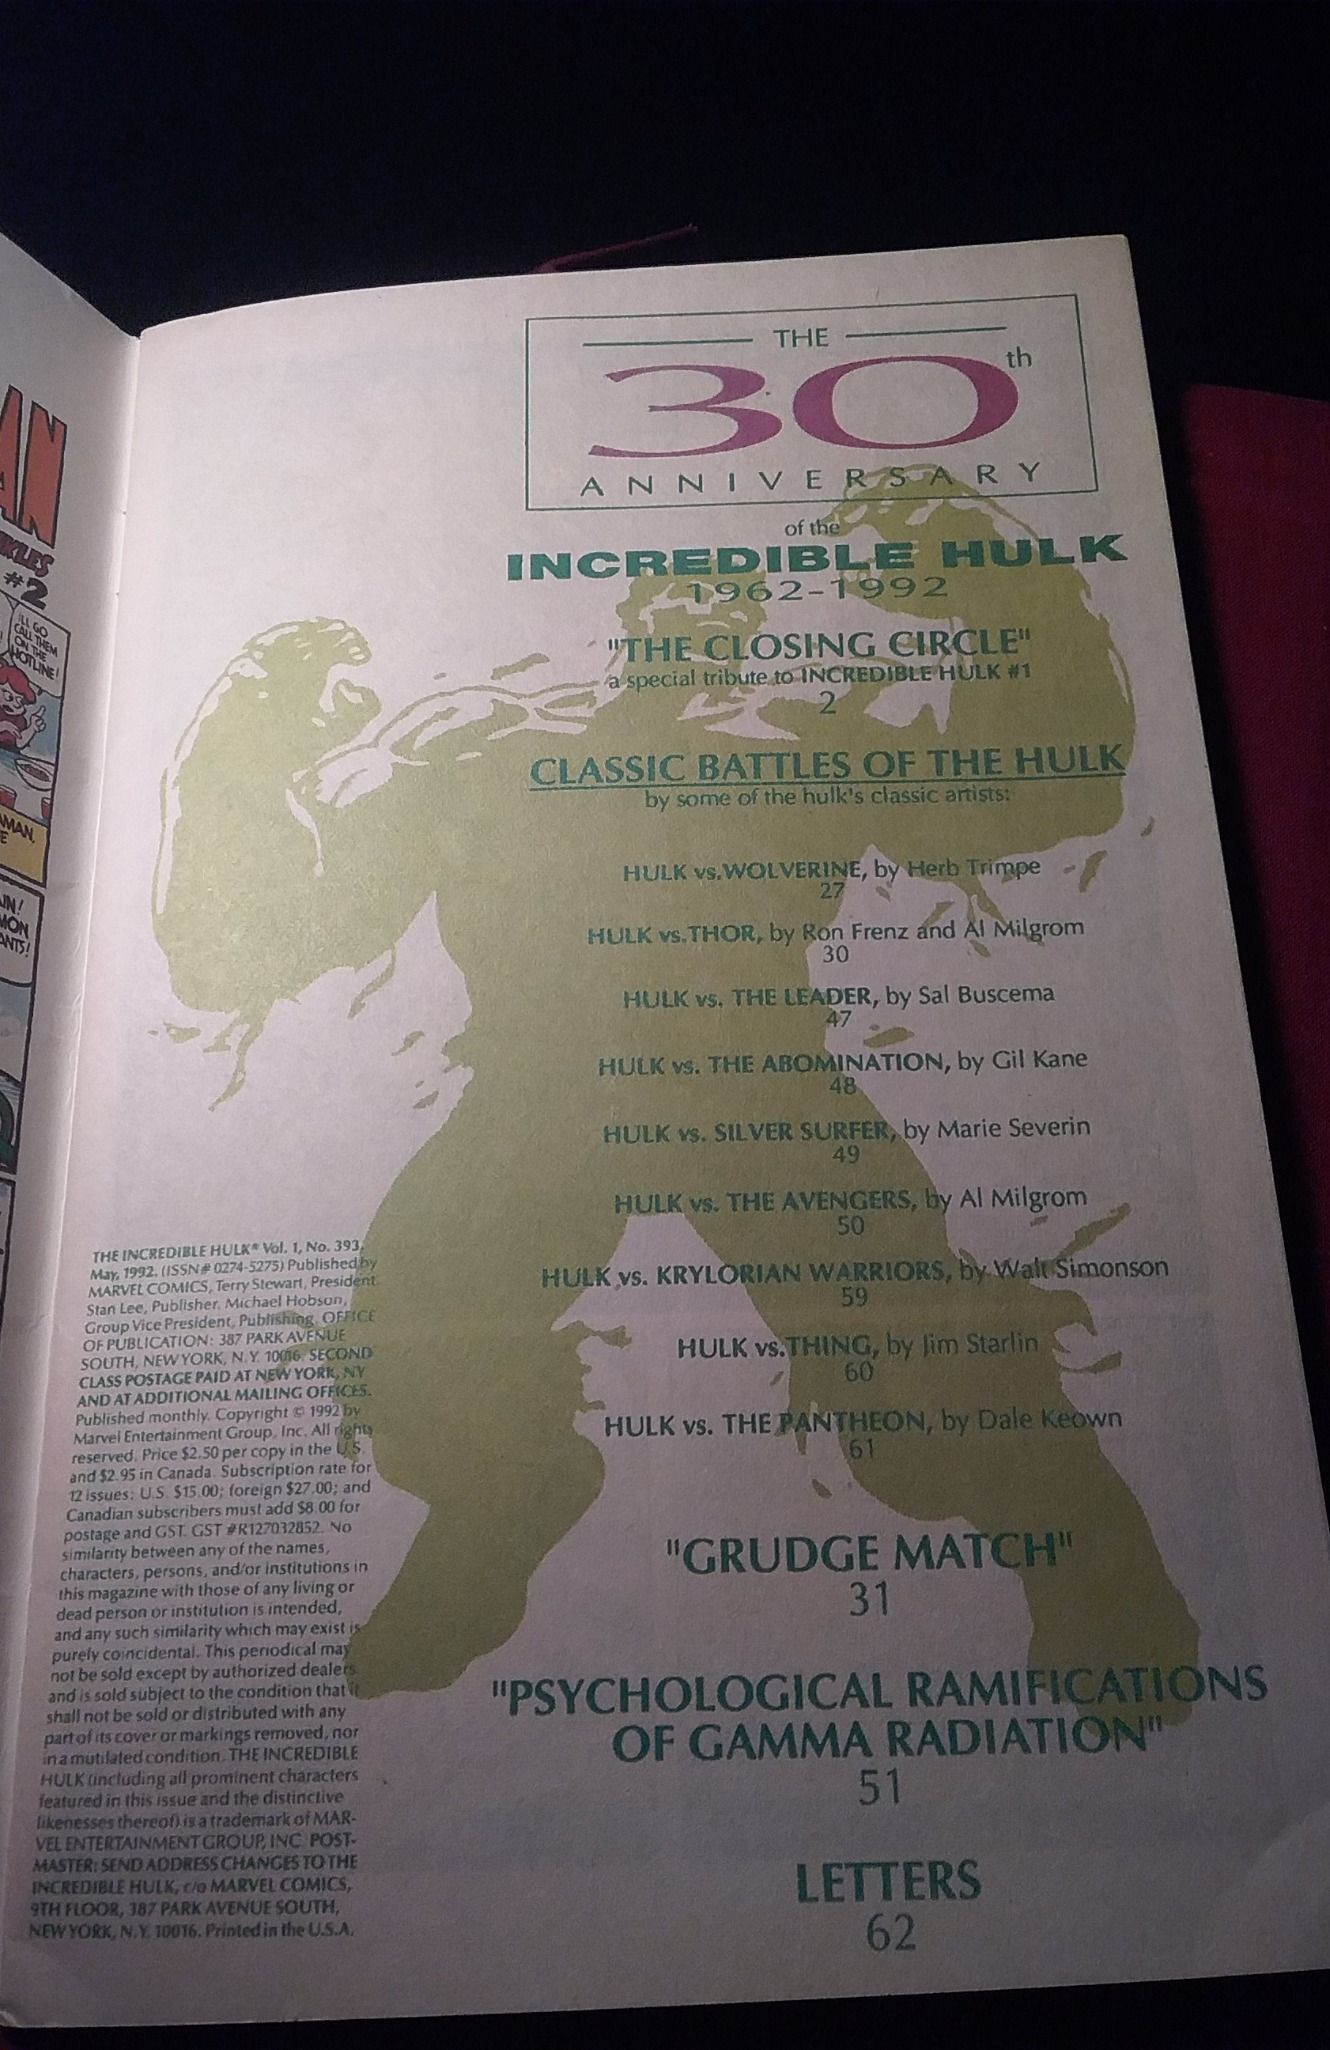 AN
#2
I'LL GO
CALL THEM
ON THE
HOTLINE!
THE
30th
ANNIVERSARY
of the
INCREDIBLE HULK
1962-1992
"THE CLOSING CIRCLE"
a special tribute to INCREDIBLE HULK #1
2
CLASSIC BATTLES OF THE HULK
by some of the hulk's classic artists:
HULK vs.WOLVERINE, by Herb Trimpe
27
HULK vs.THOR, by Ron Frenz and Al Milgrom
30
HULK vs. THE LEADER, by Sal Buscema
47
HULK vs. THE ABOMINATION, by Gil Kane
48
HULK vs. SILVER SURFER, by Marie Severin
49
HULK vs. THE AVENGERS, by Al Milgrom
50
HULK vs. KRYLORIAN WARRIORS, by Walt Simonson
59
HULK vs.THING, by Jim Starlin
60
HULK vs. THE PANTHEON, by Dale Keown
61
"GRUDGE MATCH"
31
"PSYCHOLOGICAL RAMIFICATIONS
OF GAMMA RADIATION"
51
LETTERS
62
THE INCREDIBLE HULK® Vol. 1, No. 393,
May, 1992. (ISSN# 0274-5275) Published by
MARVEL COMICS, Terry Stewart, President.
Stan Lee, Publisher. Michael Hobson,
Group Vice President, Publishing. OFFICE
OF PUBLICATION: 387 PARK AVENUE
SOUTH, NEW YORK, N.Y. 10016. SECOND
CLASS POSTAGE PAID AT NEW YORK, NY
AND AT ADDITIONAL MAILING OFFICES.
Published monthly. Copyright © 1992 by
Marvel Entertainment Group, Inc. All rights
reserved. Price $2.50 per copy in the U.S.
and $2.95 in Canada. Subscription rate for
12 issues: U.S. $15.00; foreign $27.00; and
Canadian subscribers must add $8.00 for
postage and GST. GST #R127032852. No
similarity between any of the names,
characters, persons, and/or institutions in
this magazine with those of any living or
dead person or institution is intended,
and any such similarity which may exist is
purely coincidental. This periodical may
not be sold except by authorized dealers
and is sold subject to the condition that it
shall not be sold or distributed with any
part of its cover or markings removed, nor
in a mutilated condition. THE INCREDIBLE
HULK (including all prominent characters
featured in this issue and the distinctive
likenesses thereof) is a trademark of MAR-
VEL ENTERTAINMENT GROUP, INC. POST-
MASTER: SEND ADDRESS CHANGES TO THE
INCREDIBLE HULK, c/o MARVEL COMICS,
9TH FLOOR, 387 PARK AVENUE SOUTH,
NEW YORK, N.Y. 10016. Printed in the U.S.A.